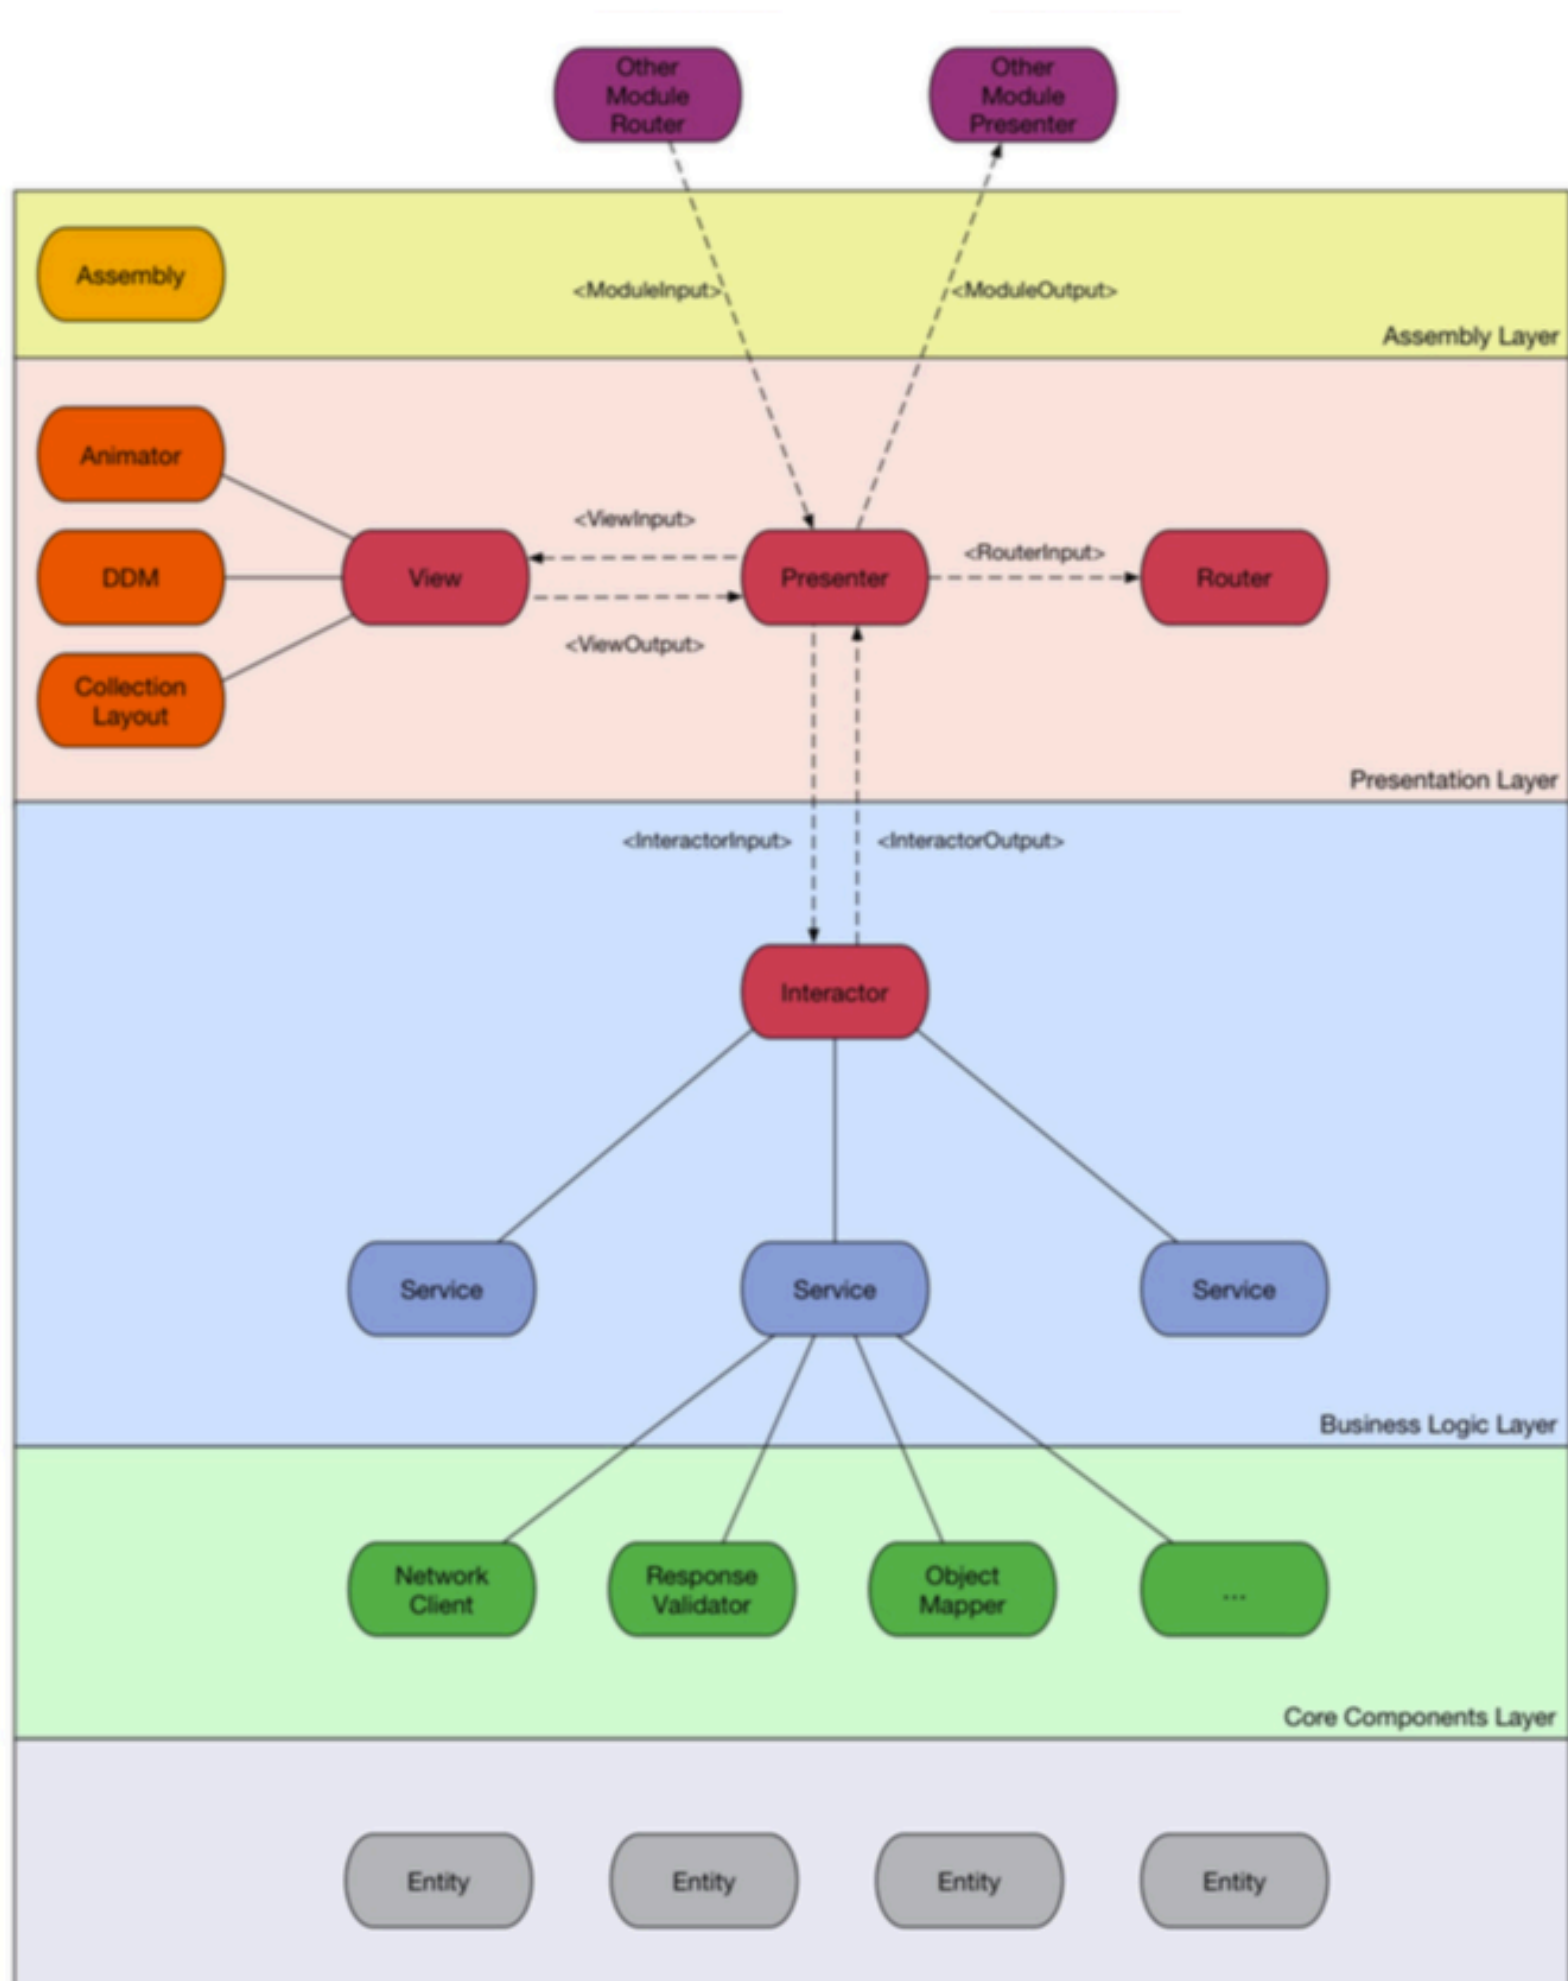 Other
Module
Router
Other
Module
Presenter
Assembly
<ModuleInput>
<ModuleOutput>
Assembly Layer
Animator
<ViewInput>
<RouterInput>
DDM
View
Presenter
Router
<ViewOutput>
Collection
Layout
Presentation Layer
<InteractorInput>
<InteractorOutput>
Interactor
Service
Service
Service
Business Logic Layer
Network
Client
Response
Validator
Object
Mapper
...
Core Components Layer
Entity
Entity
Entity
Entity